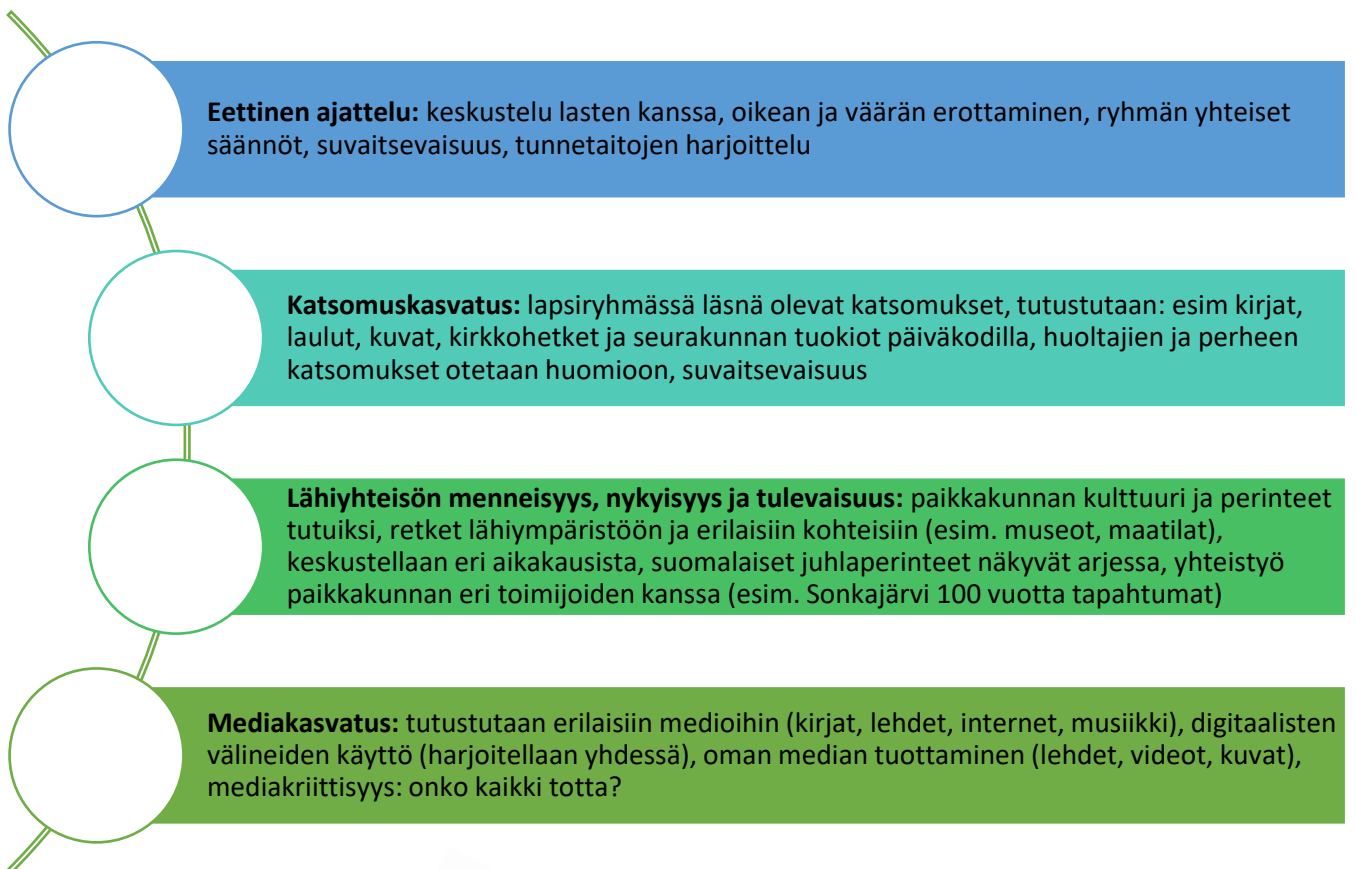 Eettinen ajattelu: keskustelu lasten kanssa, oikean ja väärän erottaminen, ryhmän yhteiset
säännöt, suvaitsevaisuus, tunnetaitojen harjoittelu
Katsomuskasvatus: lapsiryhmässä läsnä olevat katsomukset, tutustutaan: esim kirjat,
laulut, kuvat, kirkkohetket ja seurakunnan tuokiot päiväkodilla, huoltajien ja perheen
katsomukset otetaan huomioon, suvaitsevaisuus
Lähiyhteisön menneisyys, nykyisyys ja tulevaisuus: paikkakunnan kulttuuri ja perinteet
tutuiksi, retket lähiympäristöön ja erilaisiin kohteisiin (esim. museot, maatilat),
keskustellaan eri aikakausista, suomalaiset juhlaperinteet näkyvät arjessa, yhteistyö
paikkakunnan eri toimijoiden kanssa (esim. Sonkajärvi 100 vuotta tapahtumat)
Mediakasvatus: tutustutaan erilaisiin medioihin (kirjat, lehdet, internet, musiikki), digitaalisten
välineiden käyttö (harjoitellaan yhdessä), oman median tuottaminen (lehdet, videot, kuvat),
mediakriittisyys: onko kaikki totta?